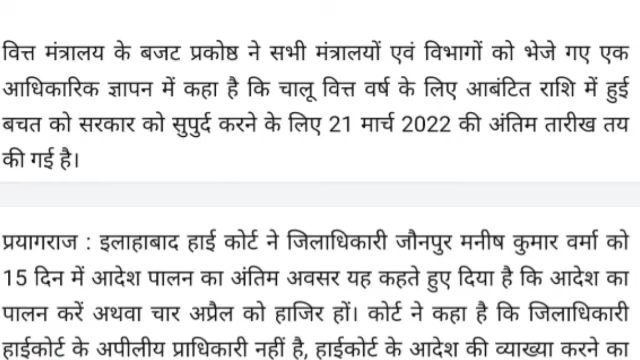 वित्त मंत्रालय के बजट प्रकोष्ठ ने सभी मंत्रालयों एवं विभागों को भेजे गए एक
आधिकारिक ज्ञापन में कहा है कि चालू वित्त वर्ष के लिए आबंटित राशि में हुई
बचत को सरकार को सुपुर्द करने के लिए 21 मार्च 2022 की अंतिम तारीख तय
की गई है।
प्रयागराज : इलाहाबाद हाई कोर्ट ने जिलाधिकारी जौनपुर मनीष कुमार वर्मा को
15 दिन में आदेश पालन का अंतिम अवसर यह कहते हुए दिया है कि आदेश का
पालन करें अथवा चार अप्रैल को हाजिर हों। कोर्ट ने कहा है कि जिलाधिकारी
हाईकोर्ट के अपीलीय प्राधिकारी नहीं है, हाईकोर्ट के आदेश की व्याख्या करने का